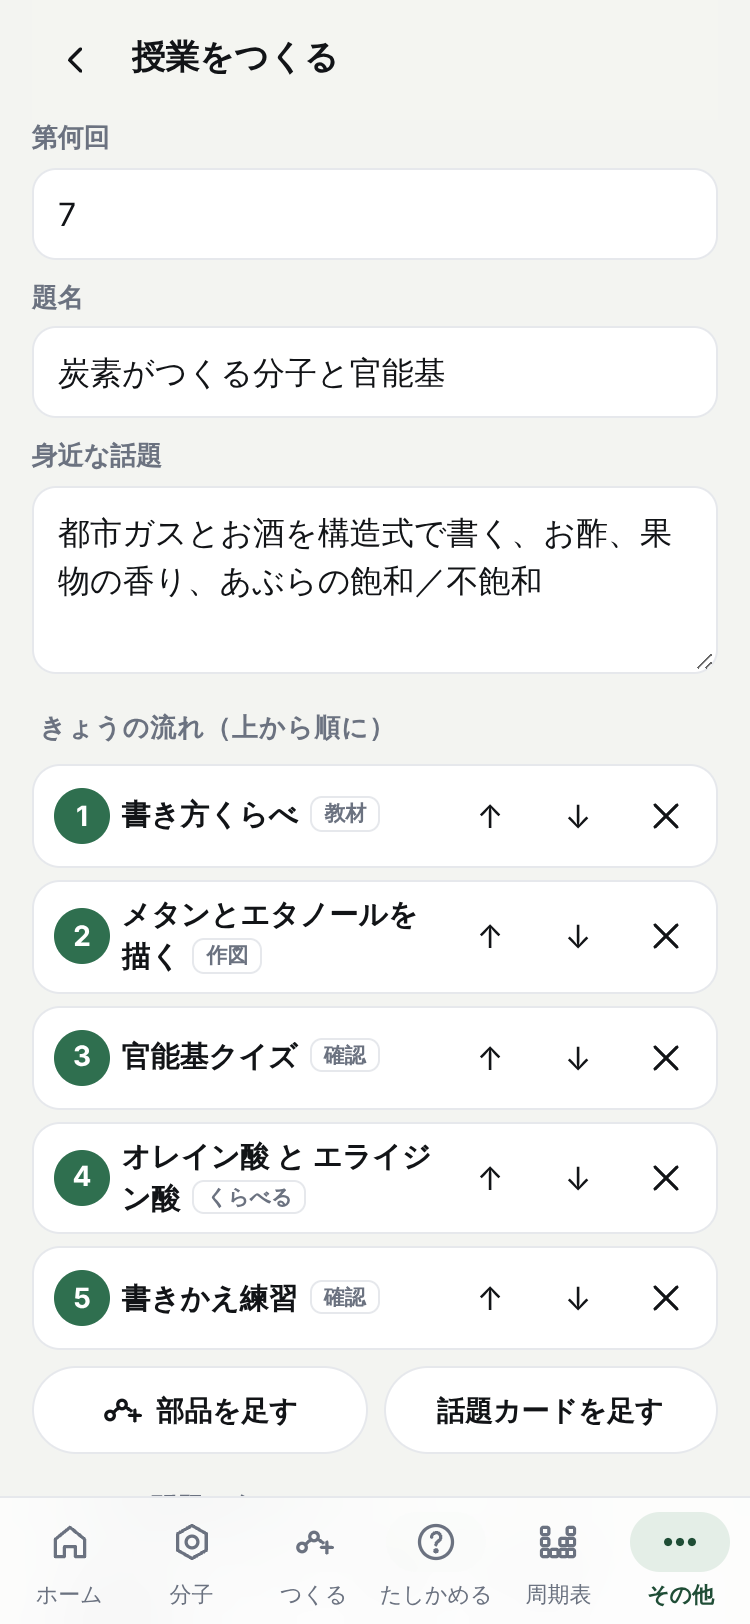 授業をつくる
第何回
7
題名
炭素がつくる分子と官能基
身近な話題
都市ガスとお酒を構造式で書く、お酢、果
物の香り、あぶらの飽和／不飽和
きょうの流れ（上から順に）
1 書き方くらべ 教材
2 メタンとエタノールを
描く 作図
3 官能基クイズ 確認
4 オレイン酸 と エライジ
ン酸 くらべる
5 書きかえ練習 確認
部品を足す 話題カードを足す
ホーム 分子 つくる たしかめる 周期表 その他